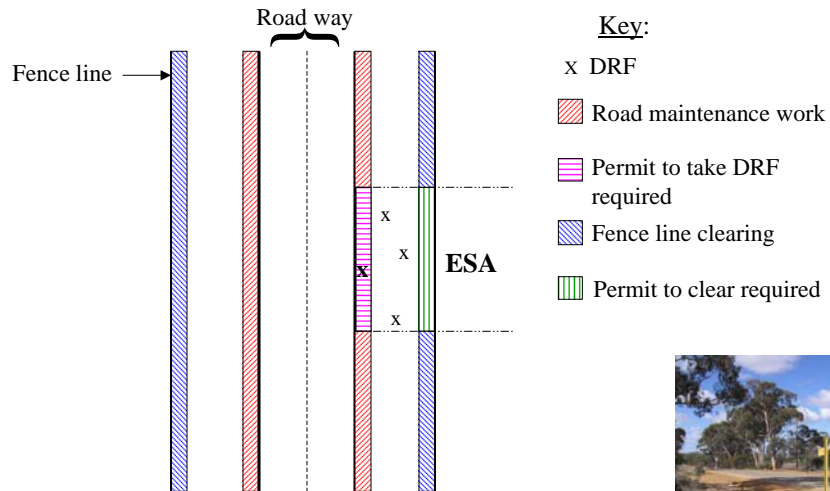 Road way
Fence line
Key:
x DRF
Road maintenance work
Permit to take DRF
required
Fence line clearing
Permit to clear required
x
x
x
x
ESA